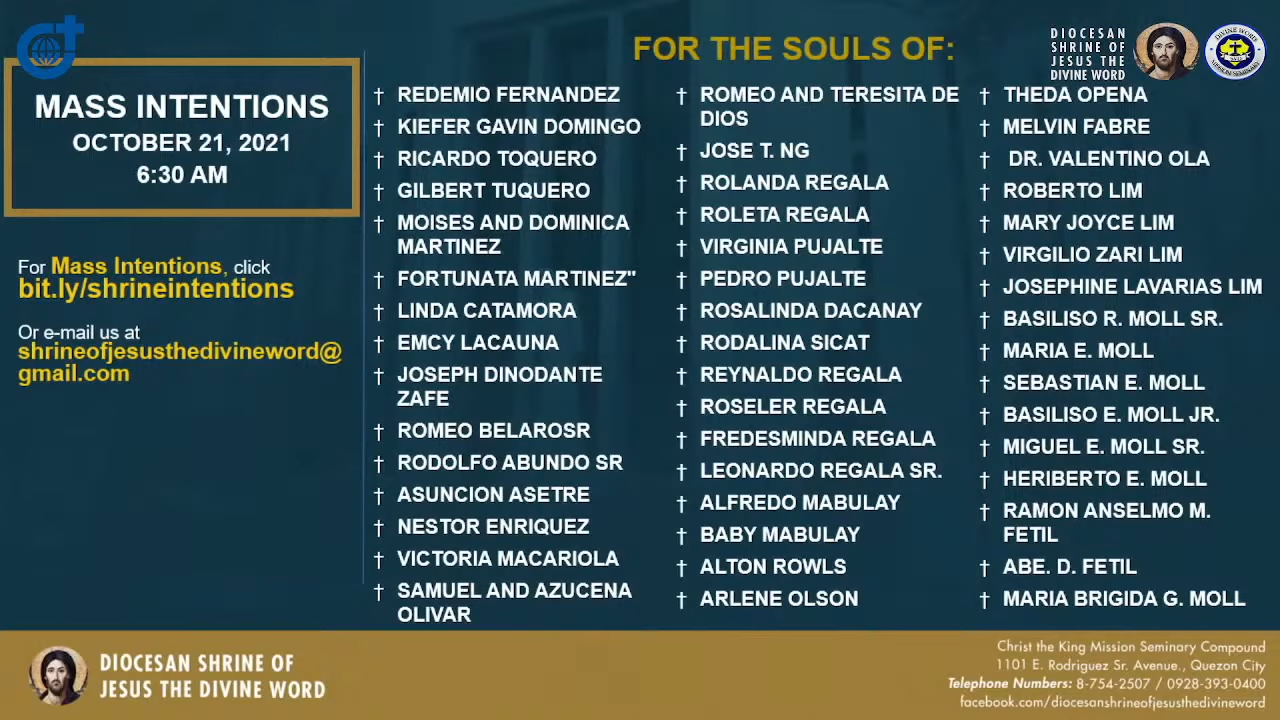 MASS INTENTIONS
OCTOBER 21, 2021
6:30 AM
For Mass Intentions, click
bit.ly/shrineintentions
Or e-mail us at
shrineofjesusthedivineword@
gmail.com
FOR THE SOULS OF:
† REDEMIO FERNANDEZ
† KIEFER GAVIN DOMINGO
† RICARDO TOQUERO
† GILBERT TUQUERO
† MOISES AND DOMINICA
MARTINEZ
† FORTUNATA MARTINEZ"
† LINDA CATAMORA
† EMCY LACAUNA
† JOSEPH DINODANTE
ZAFE
† ROMEO BELAROSR
† RODOLFO ABUNDO SR
† ASUNCION ASETRE
† NESTOR ENRIQUEZ
† VICTORIA MACARIOLA
† SAMUEL AND AZUCENA
OLIVAR
† ROMEO AND TERESITA DE
DIOS
† JOSE T. NG
† ROLANDA REGALA
† ROLETA REGALA
† VIRGINIA PUJALTE
† PEDRO PUJALTE
† ROSALINDA DACANAY
† RODALINA SICAT
† REYNALDO REGALA
† ROSELER REGALA
† FREDESMINDA REGALA
† LEONARDO REGALA SR.
† ALFREDO MABULAY
† BABY MABULAY
† ALTON ROWLS
† ARLENE OLSON
DIOCESAN
SHRINE OF
JESUS THE
DIVINE WORD
DIVINE WORD
MISSION SEMINARY
† THEDA OPENA
† MELVIN FABRE
† DR. VALENTINO OLA
† ROBERTO LIM
† MARY JOYCE LIM
† VIRGILIO ZARI LIM
† JOSEPHINE LAVARIAS LIM
† BASILISO R. MOLL SR.
† MARIA E. MOLL
† SEBASTIAN E. MOLL
† BASILISO E. MOLL JR.
† MIGUEL E. MOLL SR.
† HERIBERTO E. MOLL
† RAMON ANSELMO M.
FETIL
† ABE. D. FETIL
† MARIA BRIGIDA G. MOLL
DIOCESAN SHRINE OF
JESUS THE DIVINE WORD
Christ the King Mission Seminary Compound
1101 E. Rodriguez Sr. Avenue., Quezon City
Telephone Numbers: 8-754-2507 / 0928-393-0400
facebook.com/diocesanshrineofjesusthedivineword